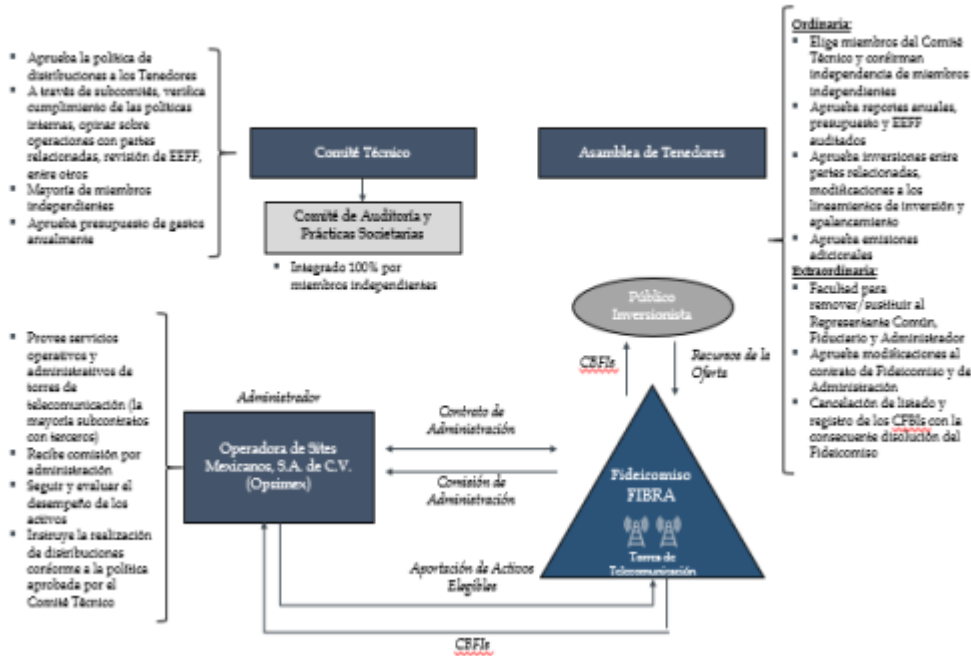 ▪ Aprueba la política de
distribuciones a los Tenedores
▪ A través de subcomités, verifica
cumplimiento de las políticas
internas, opinar sobre
operaciones con partes
relacionadas, revisión de EEFF,
entre otros
▪ Mayoría de miembros
independientes
▪ Aprueba presupuesto de gastos
anualmente
Comité Técnico
Comité de Auditoría y
Prácticas Societarias
▪ Integrado 100% por
miembros independientes
Asamblea de Tenedores
Ordinaria:
▪ Elige miembros del Comité
Técnico y confirman
independencia de miembros
independientes
▪ Aprueba reportes anuales,
presupuesto y EEFF
auditados
▪ Aprueba inversiones entre
partes relacionadas,
modificaciones a los
lineamientos de inversión y
apalancamiento
▪ Aprueba emisiones
adicionales
Extraordinaria:
▪ Facultad para
remover/sustituir al
Representante Común,
Fiduciario y Administrador
▪ Aprueba modificaciones al
contrato de Fideicomiso y de
Administración
▪ Cancelación de listado y
registro de los CFBIs con la
consecuente disolución del
Fideicomiso
Público
Inversionista
CBFIs
Recursos de la
Oferta
▪ Provee servicios
operativos y
administrativos de
torres de
telecomunicación (la
mayoría subcontratos
con terceros)
▪ Recibe comisión por
administración
▪ Seguir y evaluar el
desempeño de los
activos
▪ Instruye la realización
de distribuciones
conforme a la política
aprobada por el
Comité Técnico
Administrador
Operadora de Sites
Mexicanos, S.A. de C.V.
(Opsimex)
Contrato de
Administración
Comisión de
Administración
Fideicomiso
FIBRA
Torres de
Telecomunicación
Aportación de Activos
Elegibles
CBFIs